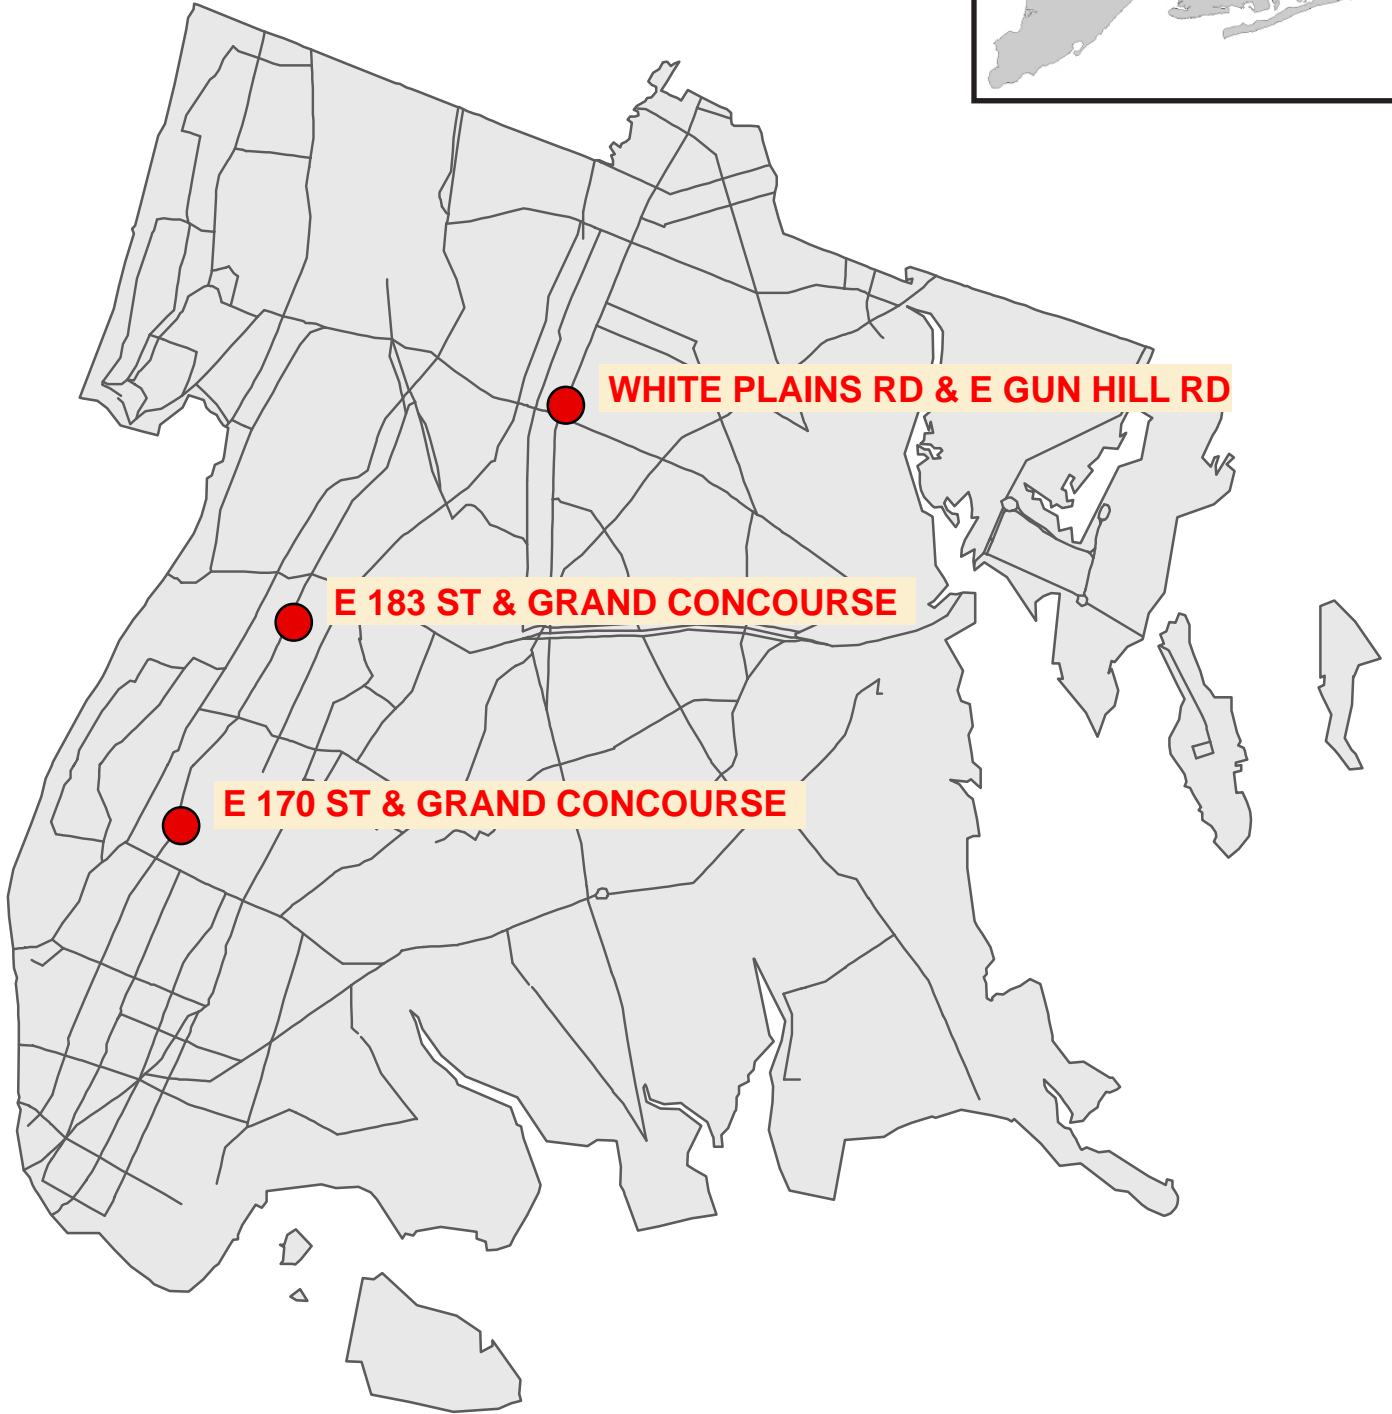 WHITE PLAINS RD & E GUN HILL RD
E 183 ST & GRAND CONCOURSE
E 170 ST & GRAND CONCOURSE